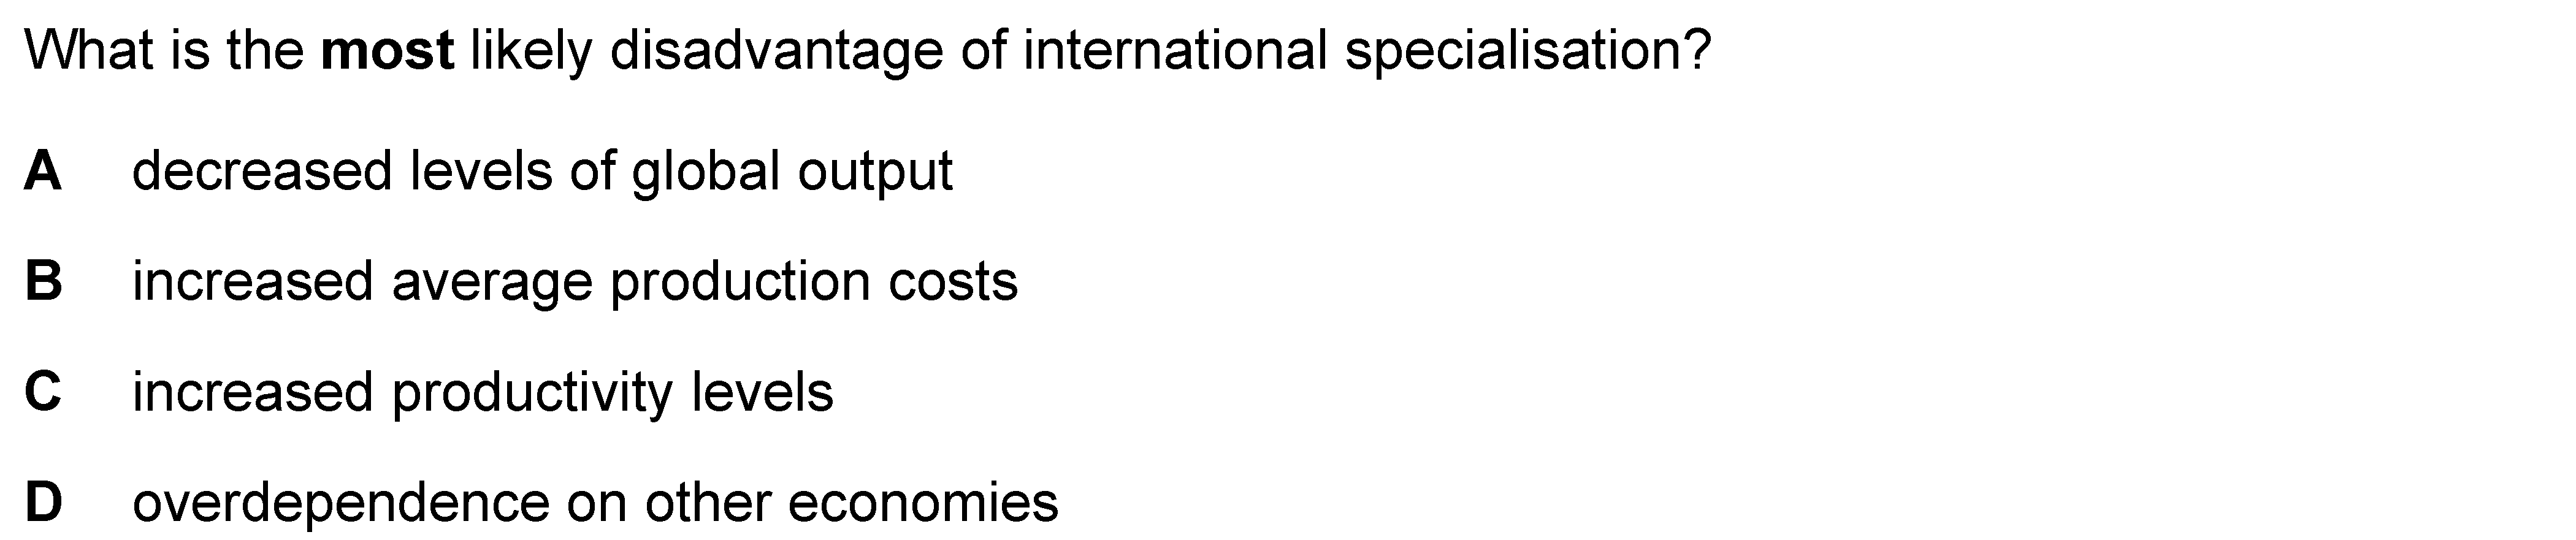 What is the most likely disadvantage of international specialisation?
A decreased levels of global output
B increased average production costs
C increased productivity levels
D overdependence on other economies